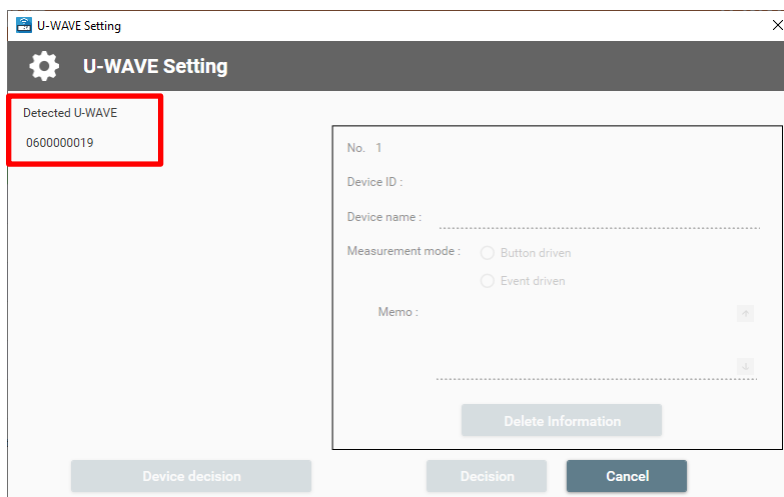 U-WAVE Setting
U-WAVE Setting
Detected U-WAVE
0600000019
No. 1
Device ID :
Device name :
Measurement mode :
Button driven
Event driven
Memo :
Delete Information
Device decision
Decision
Cancel